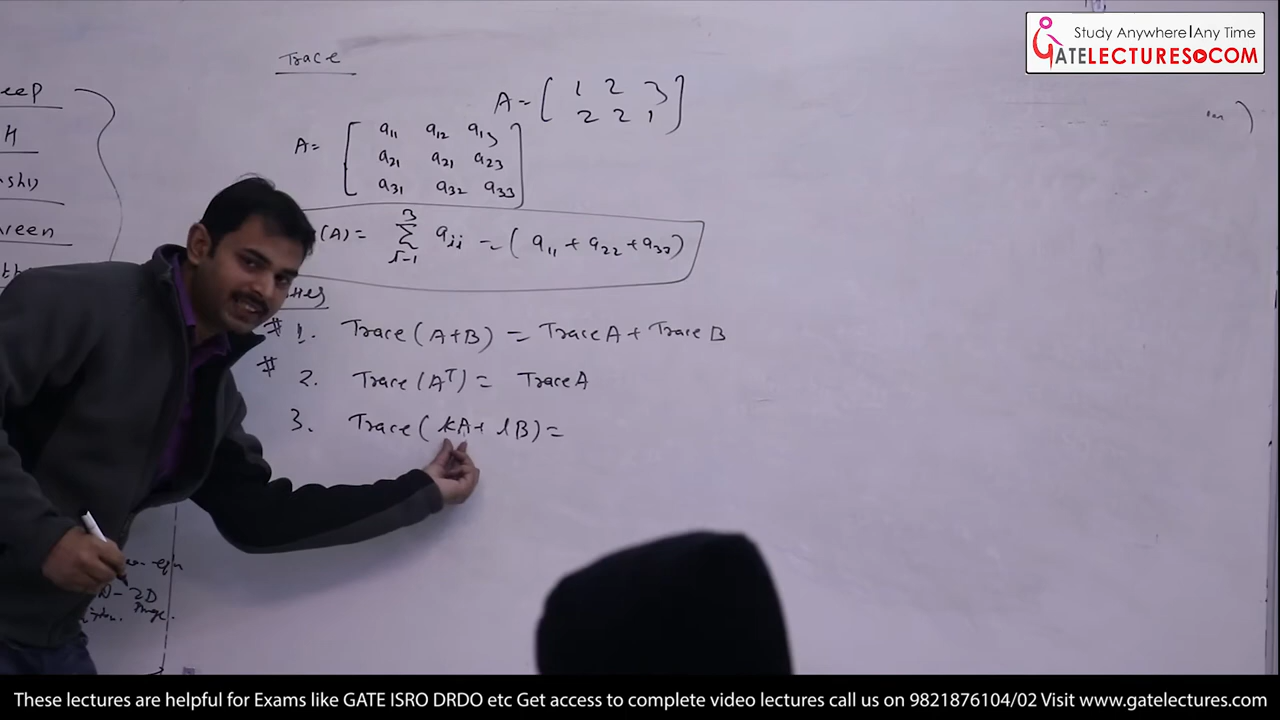 Study Anywhere | Any Time
GATELECTURES.COM
Trace
A = [ 1 2 3
2 2 1 ]
A = [ a11 a12 a13
a21 a21 a23
a31 a32 a33 ]
(A) = 3 Σ i=1 aii = ( a11 + a22 + a33 )
# 1. Trace ( A+B ) = Trace A + Trace B
# 2. Trace ( A^T ) = Trace A
3. Trace ( kA + lB ) =
2D
These lectures are helpful for Exams like GATE ISRO DRDO etc Get access to complete video lectures call us on 9821876104/02 Visit www.gatelectures.com